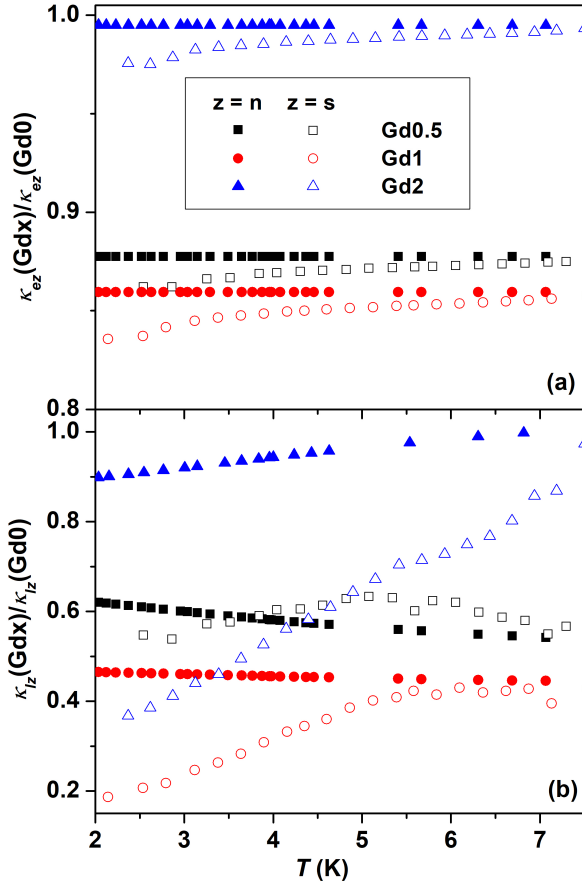 κez(Gdx)/κez(Gd0)
1.0
0.9
0.8
z = n z = s
Gd0.5
Gd1
Gd2
(a)
κlz(Gdx)/κlz(Gd0)
1.0
0.8
0.6
0.4
0.2
(b)
2 3 4 5 6 7
T (K)